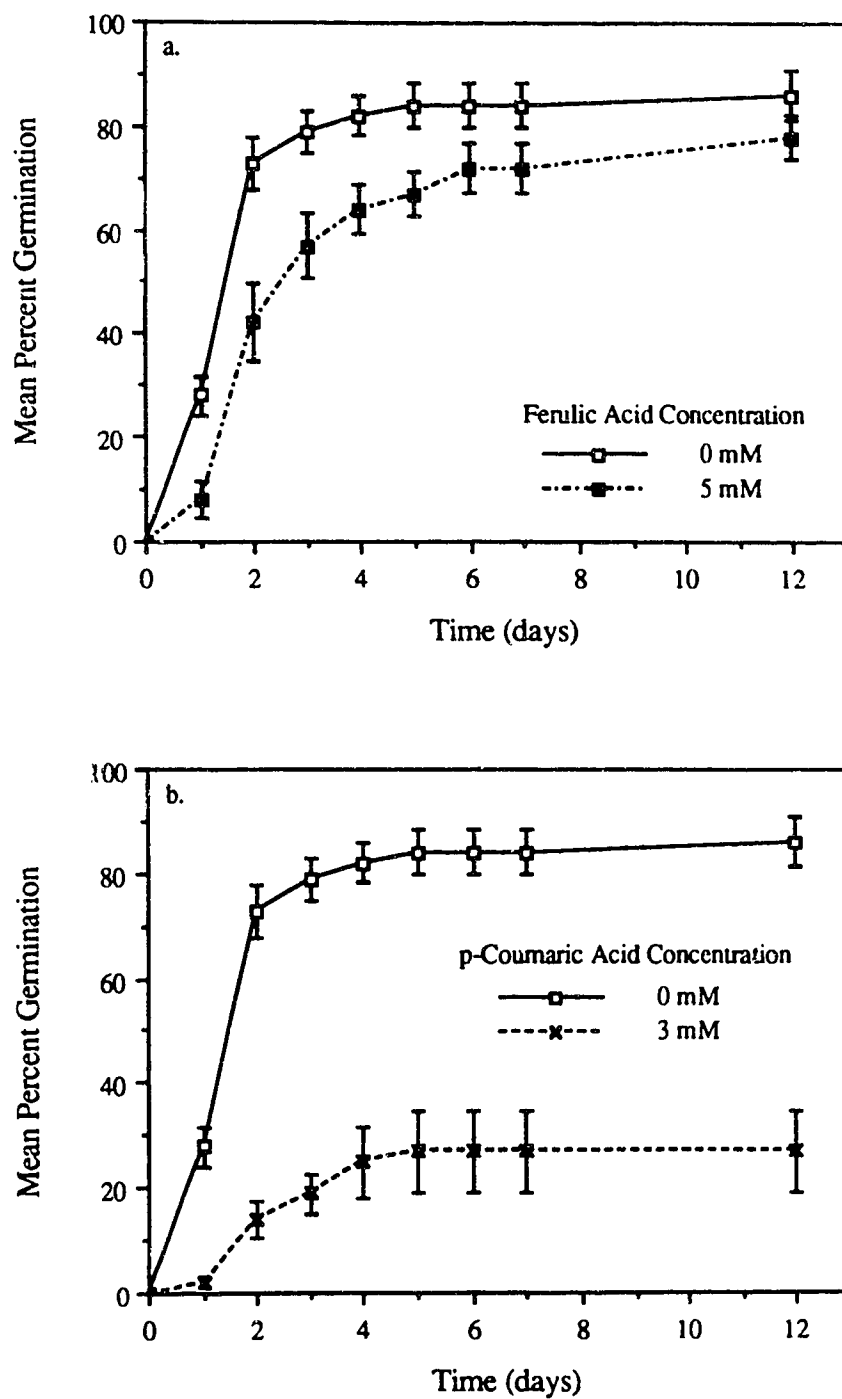 100
a.
80
60
40
20
0
Mean Percent Germination
Ferulic Acid Concentration
0 mM
5 mM
0 2 4 6 8 10 12
Time (days)
100
b.
80
60
40
20
0
Mean Percent Germination
p-Coumaric Acid Concentration
0 mM
3 mM
0 2 4 6 8 10 12
Time (days)